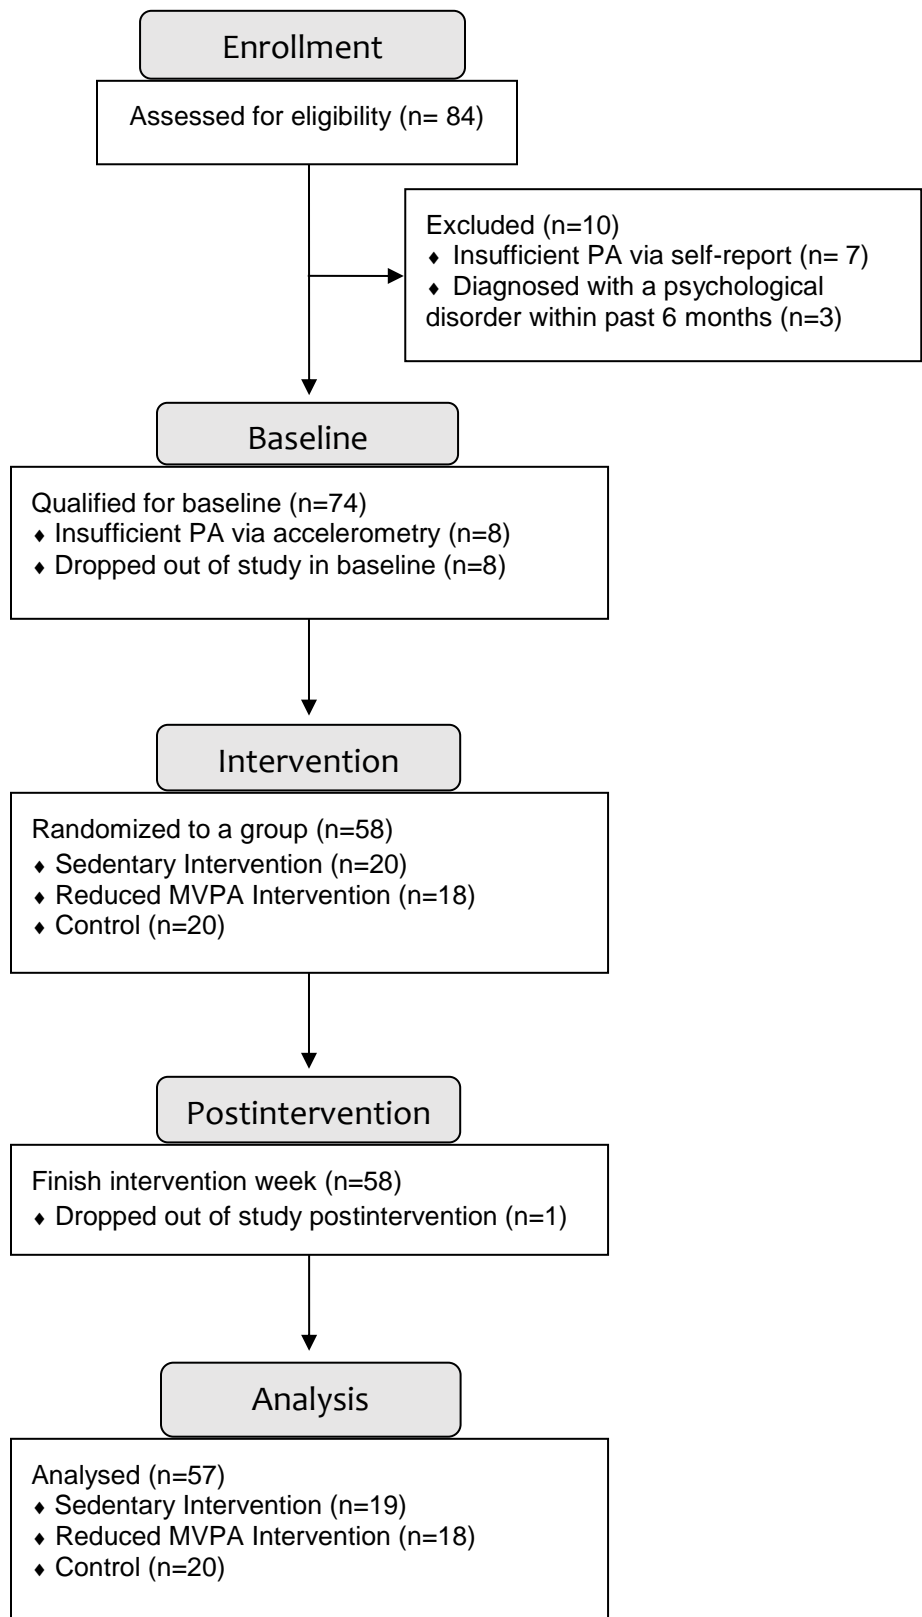 Enrollment
Assessed for eligibility (n= 84)
Excluded (n=10)
♦ Insufficient PA via self-report (n= 7)
♦ Diagnosed with a psychological
disorder within past 6 months (n=3)
Baseline
Qualified for baseline (n=74)
♦ Insufficient PA via accelerometry (n=8)
♦ Dropped out of study in baseline (n=8)
Intervention
Randomized to a group (n=58)
♦ Sedentary Intervention (n=20)
♦ Reduced MVPA Intervention (n=18)
♦ Control (n=20)
Postintervention
Finish intervention week (n=58)
♦ Dropped out of study postintervention (n=1)
Analysis
Analysed (n=57)
♦ Sedentary Intervention (n=19)
♦ Reduced MVPA Intervention (n=18)
♦ Control (n=20)